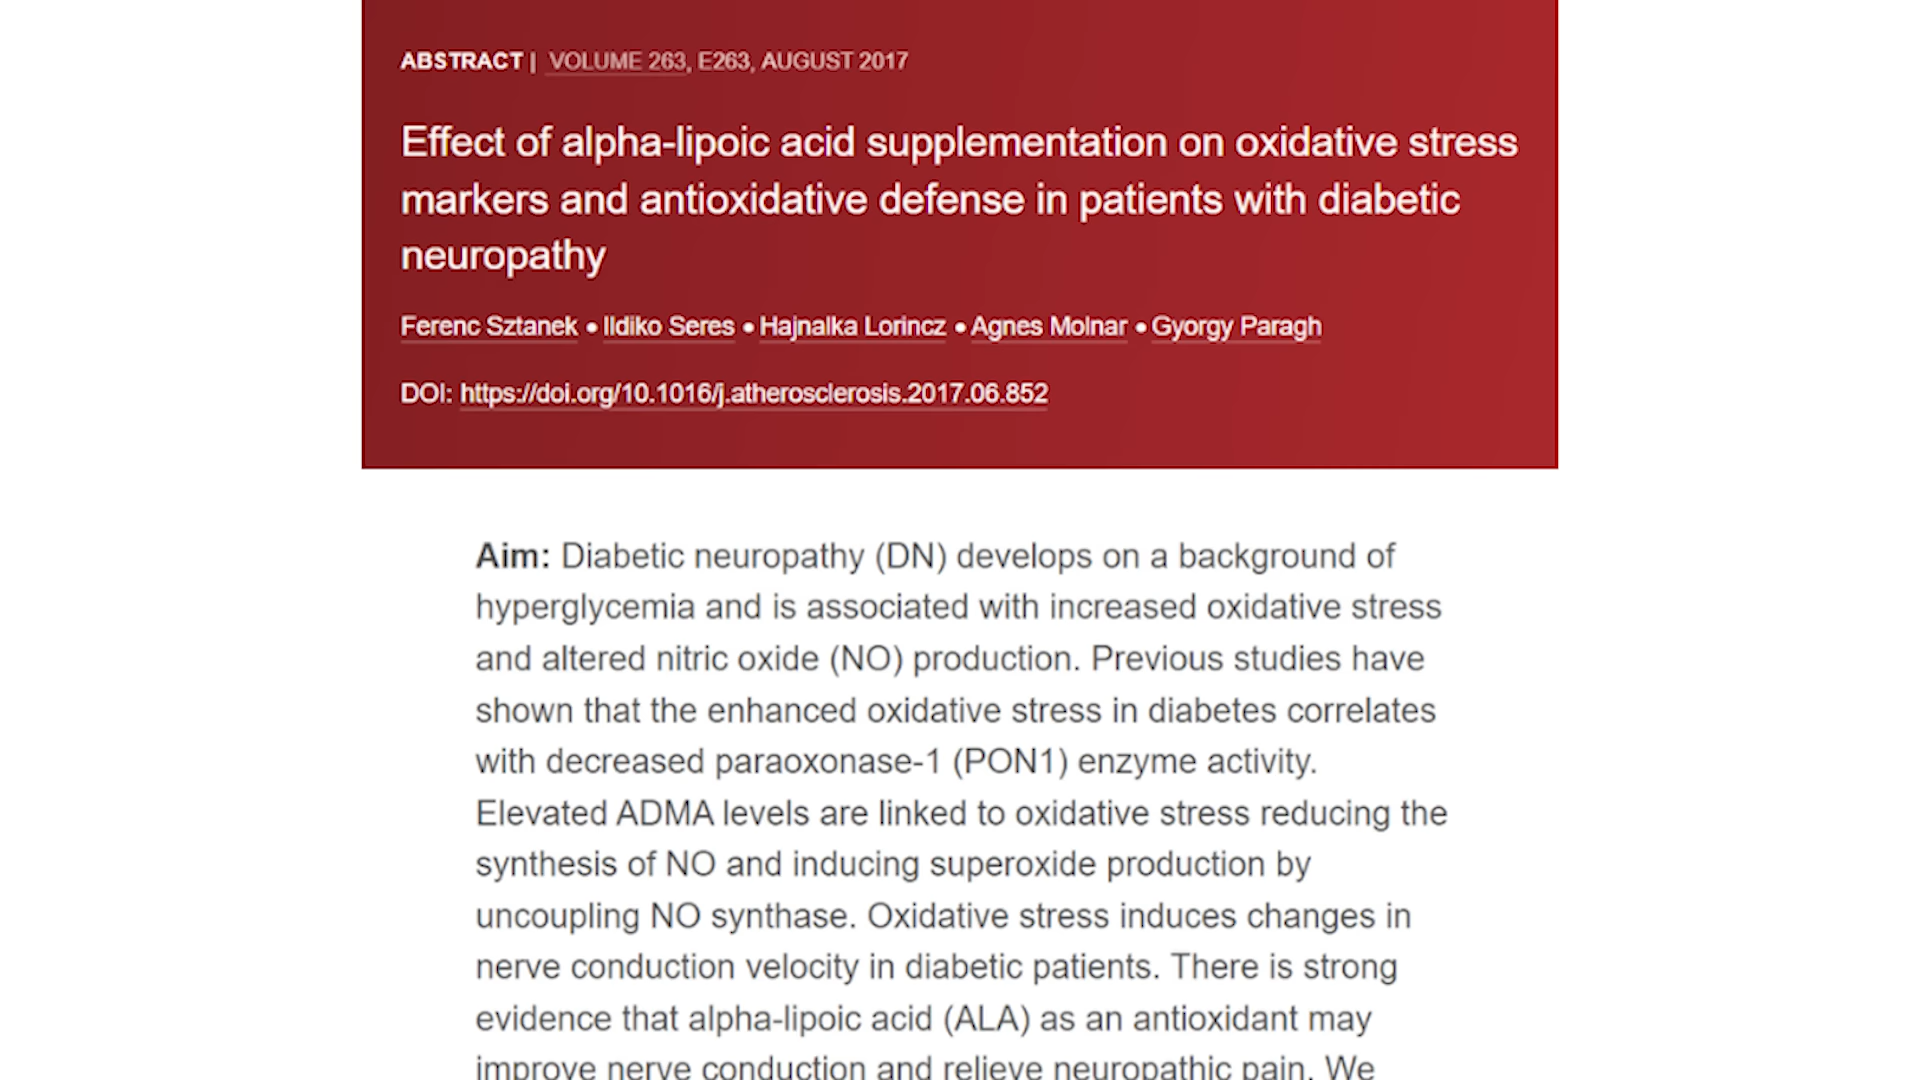 ABSTRACT | VOLUME 263, E263, AUGUST 2017
Effect of alpha-lipoic acid supplementation on oxidative stress
markers and antioxidative defense in patients with diabetic
neuropathy
Ferenc Sztanek • Ildiko Seres • Hajnalka Lorincz • Agnes Molnar • Gyorgy Paragh
DOI: https://doi.org/10.1016/j.atherosclerosis.2017.06.852
Aim: Diabetic neuropathy (DN) develops on a background of
hyperglycemia and is associated with increased oxidative stress
and altered nitric oxide (NO) production. Previous studies have
shown that the enhanced oxidative stress in diabetes correlates
with decreased paraoxonase-1 (PON1) enzyme activity.
Elevated ADMA levels are linked to oxidative stress reducing the
synthesis of NO and inducing superoxide production by
uncoupling NO synthase. Oxidative stress induces changes in
nerve conduction velocity in diabetic patients. There is strong
evidence that alpha-lipoic acid (ALA) as an antioxidant may
improve nerve conduction and relieve neuropathic pain. We